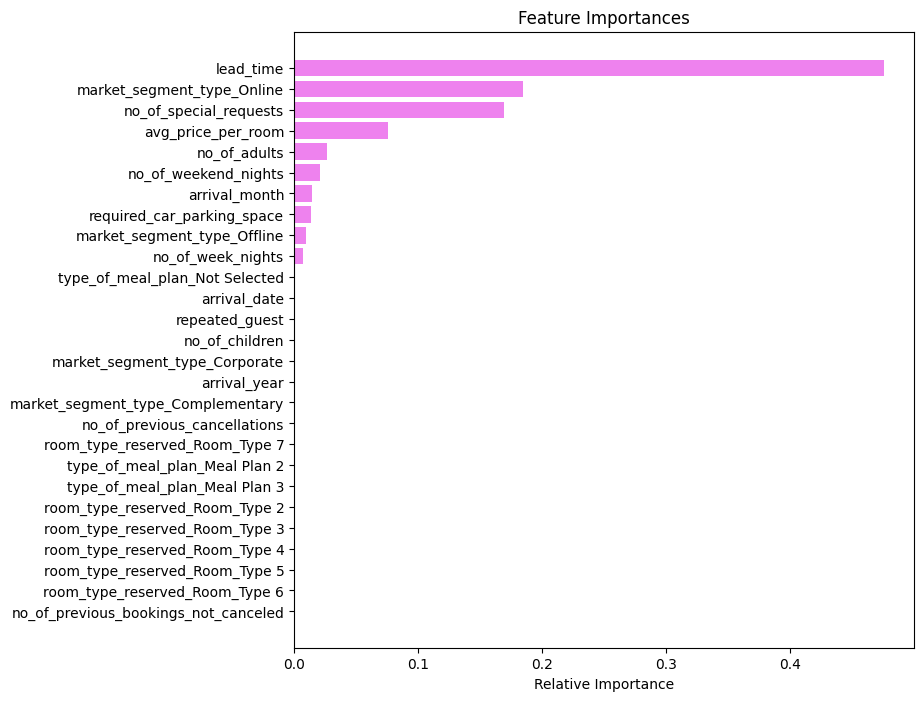 Feature Importances
lead_time
market_segment_type_Online
no_of_special_requests
avg_price_per_room
no_of_adults
no_of_weekend_nights
arrival_month
required_car_parking_space
market_segment_type_Offline
no_of_week_nights
type_of_meal_plan_Not Selected
arrival_date
repeated_guest
no_of_children
market_segment_type_Corporate
arrival_year
market_segment_type_Complementary
no_of_previous_cancellations
room_type_reserved_Room_Type 7
type_of_meal_plan_Meal Plan 2
type_of_meal_plan_Meal Plan 3
room_type_reserved_Room_Type 2
room_type_reserved_Room_Type 3
room_type_reserved_Room_Type 4
room_type_reserved_Room_Type 5
room_type_reserved_Room_Type 6
no_of_previous_bookings_not_canceled
0.0 0.1 0.2 0.3 0.4
Relative Importance